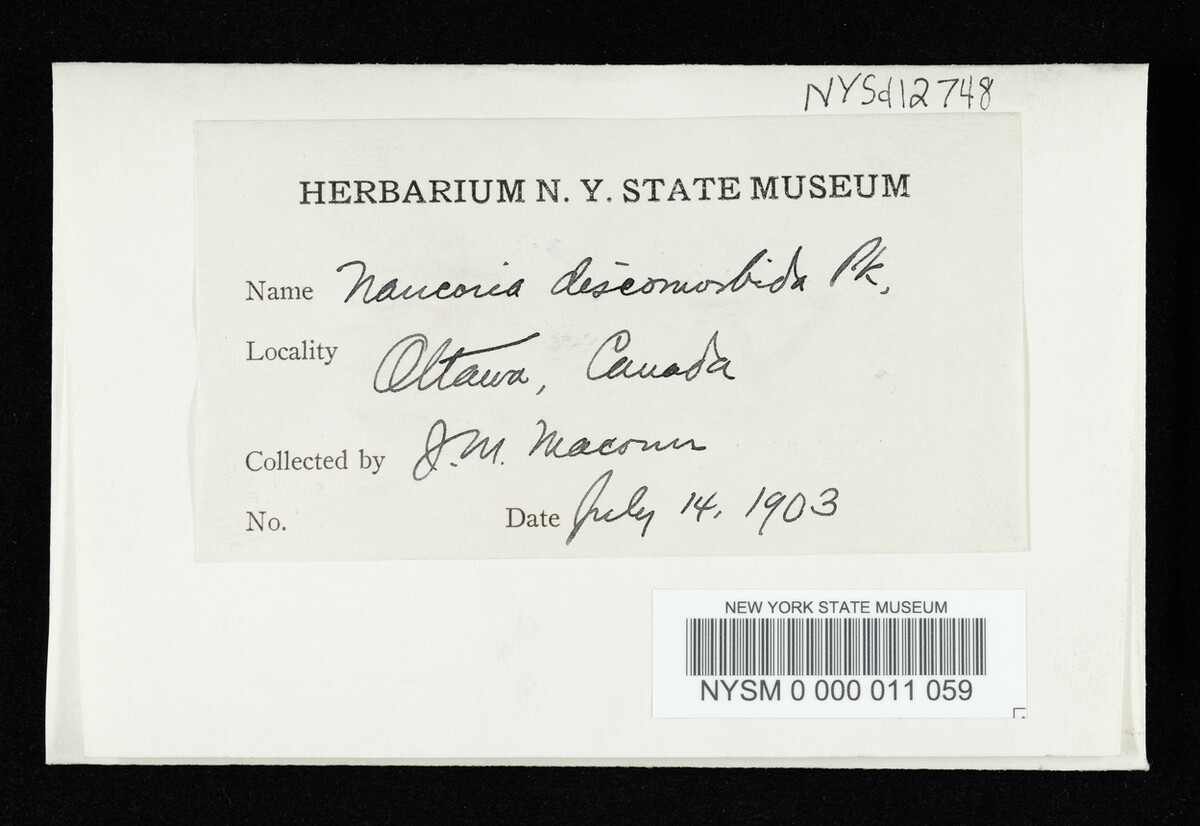 NYSd12748
HERBARIUM N. Y. STATE MUSEUM
Name Naucoria discomorbida Pk.
Locality Ottawa, Canada
Collected by J. M. Macoun
No. Date July 14, 1903
NEW YORK STATE MUSEUM
NYSM 0 000 011 059